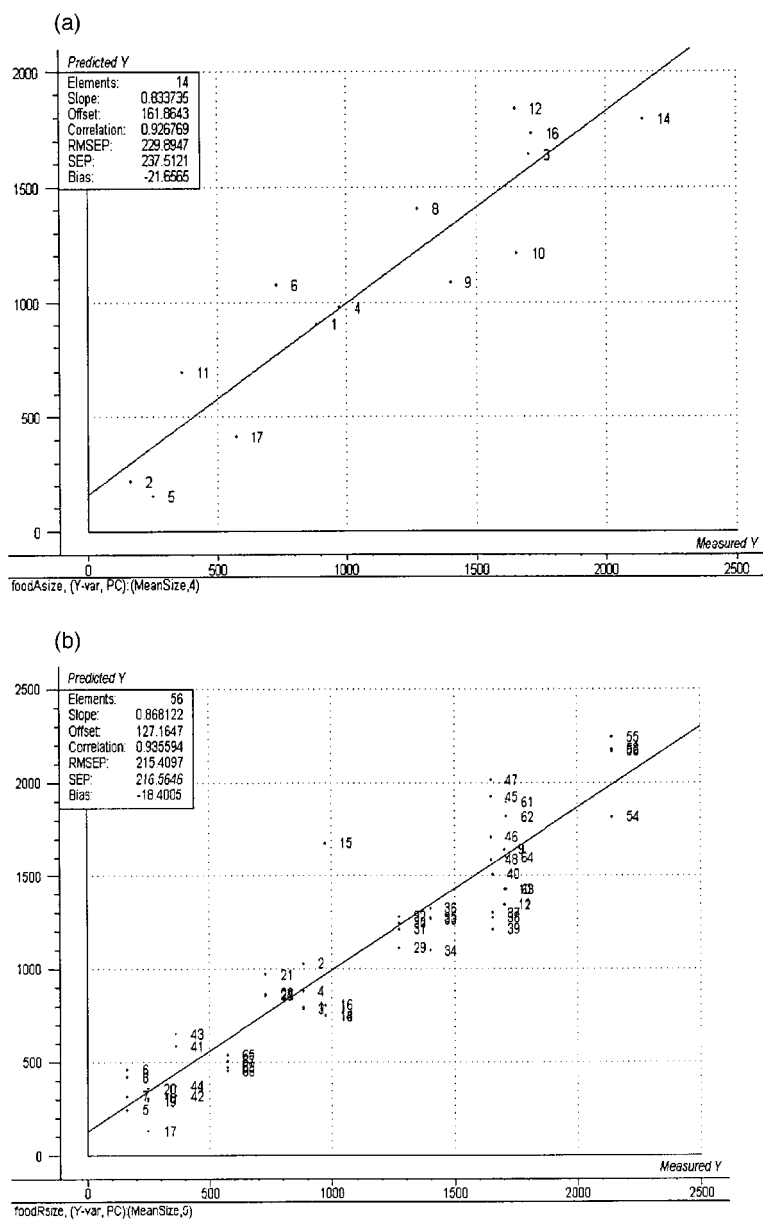 (a)
Predicted Y
Elements: 14
Slope: 0.833735
Offset: 161.8643
Correlation: 0.926769
RMSEP: 229.8947
SEP: 237.5121
Bias: -21.6565
2000
1500
1000
500
0
12
16
14
3
8
10
6
9
4
1
11
17
2
5
Measured Y
0 500 1000 1500 2000 2500
foodAsize, (Y-var, PC):(MeanSize,4)
(b)
Predicted Y
Elements: 56
Slope: 0.868122
Offset: 127.1647
Correlation: 0.935594
RMSEP: 215.4097
SEP: 216.5646
Bias: -18.4005
2500
2000
1500
1000
500
0
55
47
45
61
62
54
46
15
48
64
40
36
39
29
34
21
2
4
16
43
41
65
6
20
44
42
19
5
17
Measured Y
0 500 1000 1500 2000 2500
foodRsize, (Y-var, PC):(MeanSize,5)